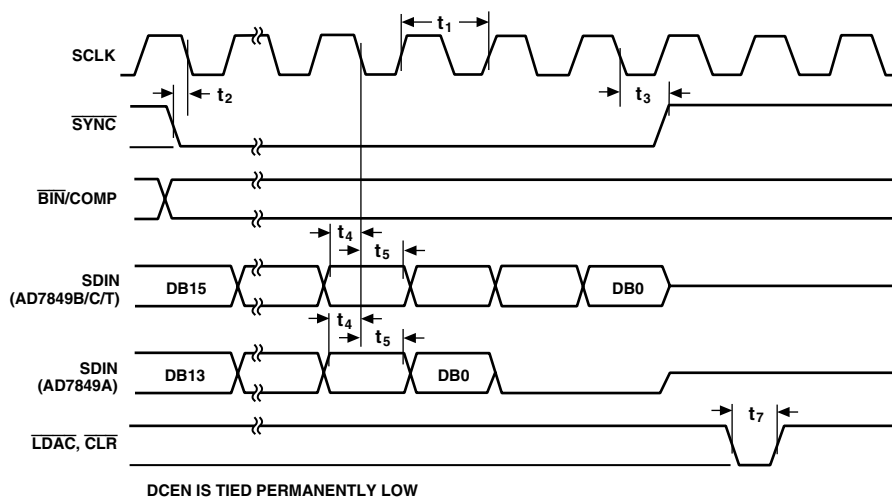 t1
SCLK
t2
t3
SYNC
BIN/COMP
t4
t5
SDIN
(AD7849B/C/T)
DB15
DB0
t4
t5
SDIN
(AD7849A)
DB13
DB0
t7
LDAC, CLR
DCEN IS TIED PERMANENTLY LOW